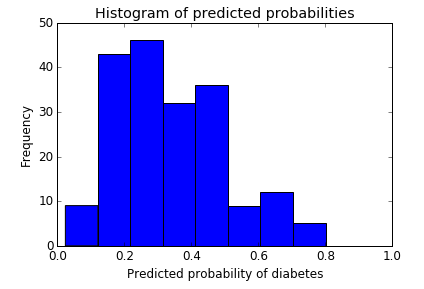 Histogram of predicted probabilities
50
40
30
20
10
0
Frequency
0.0 0.2 0.4 0.6 0.8 1.0
Predicted probability of diabetes